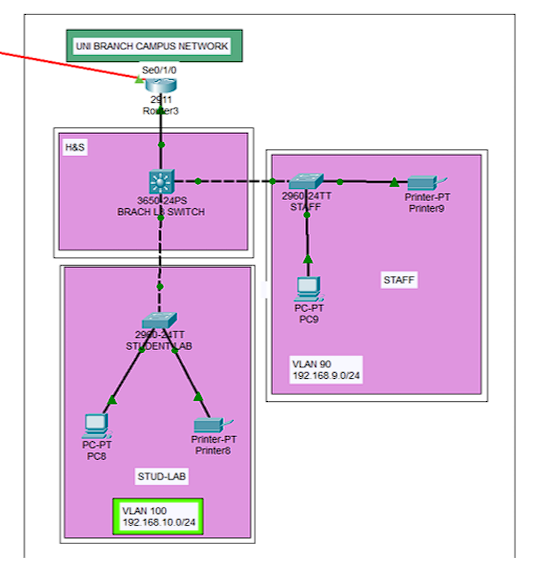 UNI BRANCH CAMPUS NETWORK
Se0/1/0
2911
Router3
H&S
3650-24PS
BRACH L3 SWITCH
2960-24TT
STAFF
Printer-PT
Printer9
PC-PT
PC9
STAFF
VLAN 90
192.168.9.0/24
2960-24TT
STUDENT-LAB
PC-PT
PC8
Printer-PT
Printer8
STUD-LAB
VLAN 100
192.168.10.0/24